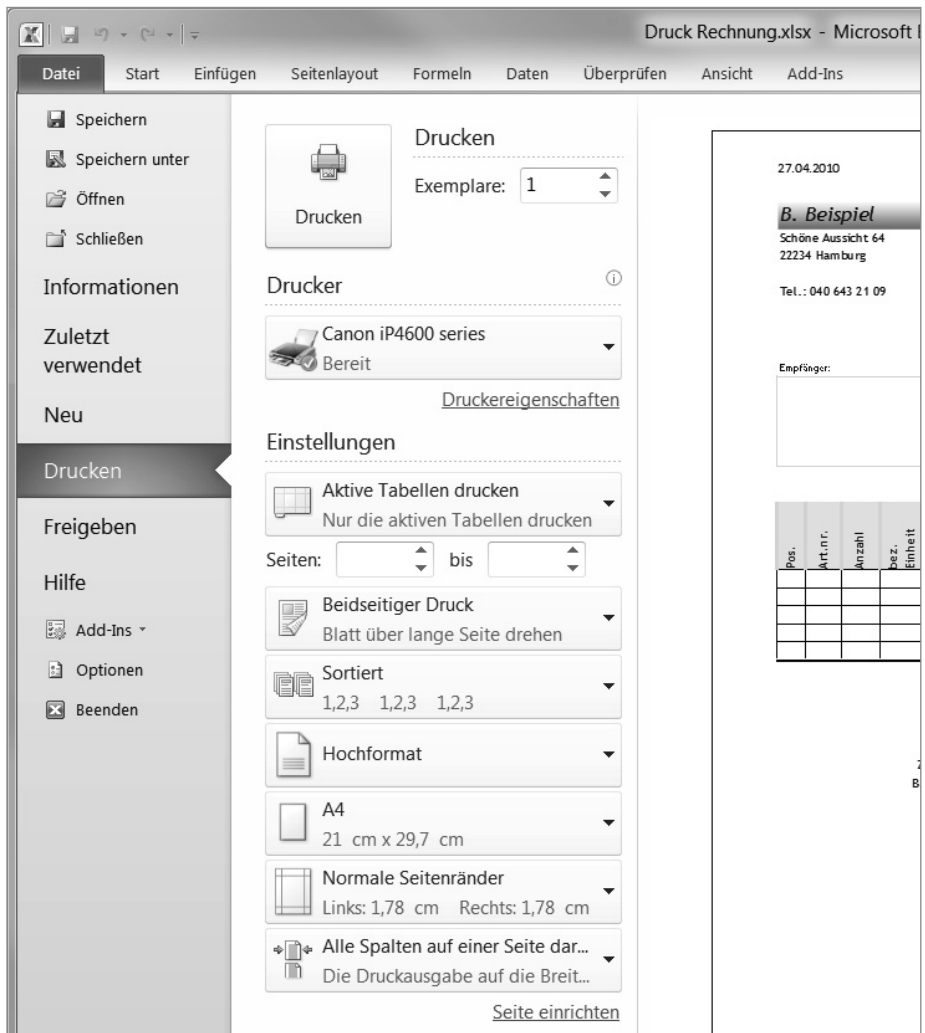 Druck Rechnung.xlsx - Microsoft
Datei Start Einfügen Seitenlayout Formeln Daten Überprüfen Ansicht Add-Ins
Speichern
Speichern unter
Öffnen
Schließen
Informationen
Zuletzt
verwendet
Neu
Drucken
Freigeben
Hilfe
Add-Ins
Optionen
Beenden
Drucken
Drucken
Exemplare: 1
Drucker
Canon iP4600 series
Bereit
Druckereigenschaften
Einstellungen
Aktive Tabellen drucken
Nur die aktiven Tabellen drucken
Seiten: bis
Beidseitiger Druck
Blatt über lange Seite drehen
Sortiert
1,2,3 1,2,3 1,2,3
Hochformat
A4
21 cm x 29,7 cm
Normale Seitenränder
Links: 1,78 cm Rechts: 1,78 cm
Alle Spalten auf einer Seite dar...
Die Druckausgabe auf die Breit...
Seite einrichten
27.04.2010
B. Beispiel
Schöne Aussicht 64
22234 Hamburg
Tel.: 040 643 21 09
Empfänger:
Pos.
Art.nr.
Anzahl
bez.
Einheit
B